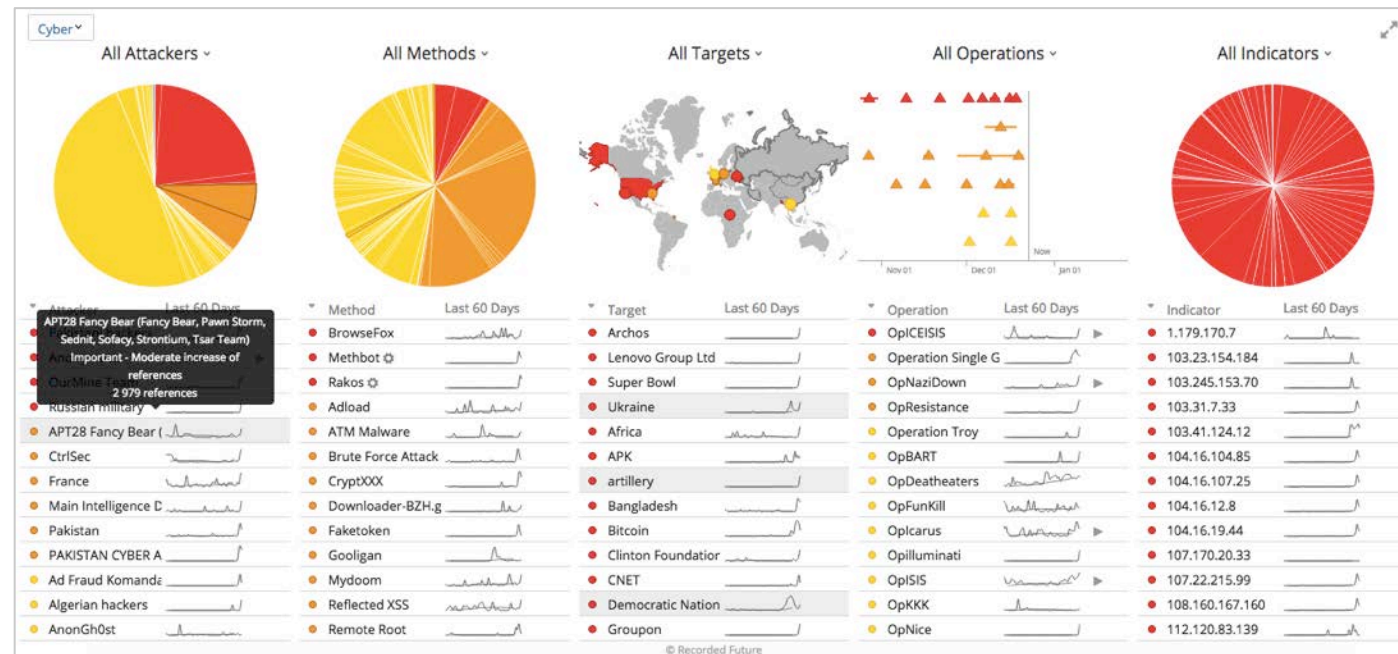 Cyber
All Attackers
All Methods
All Targets
All Operations
All Indicators
Now
Nov 01
Dec 01
Jan 01
Attacker Last 60 Days
APT28 Fancy Bear (Fancy Bear, Pawn Storm,
Sednit, Sofacy, Strontium, Tsar Team)
Important - Moderate increase of
references
2 979 references
OurMine Team
Russian military
APT28 Fancy Bear (
CtrlSec
France
Main Intelligence D
Pakistan
PAKISTAN CYBER A
Ad Fraud Komanda
Algerian hackers
AnonGh0st
Method Last 60 Days
BrowseFox
Methbot
Rakos
Adload
ATM Malware
Brute Force Attack
CryptXXX
Downloader-BZH.g
Faketoken
Gooligan
Mydoom
Reflected XSS
Remote Root
Target Last 60 Days
Archos
Lenovo Group Ltd
Super Bowl
Ukraine
Africa
APK
artillery
Bangladesh
Bitcoin
Clinton Foundation
CNET
Democratic Nation
Groupon
Operation Last 60 Days
OpICEISIS
Operation Single G
OpNaziDown
OpResistance
Operation Troy
OpBART
OpDeatheaters
OpFunKill
OpIcarus
Opilluminati
OpISIS
OpKKK
OpNice
Indicator Last 60 Days
1.179.170.7
103.23.154.184
103.245.153.70
103.31.7.33
103.41.124.12
104.16.104.85
104.16.107.25
104.16.12.8
104.16.19.44
107.170.20.33
107.22.215.99
108.160.167.160
112.120.83.139
© Recorded Future